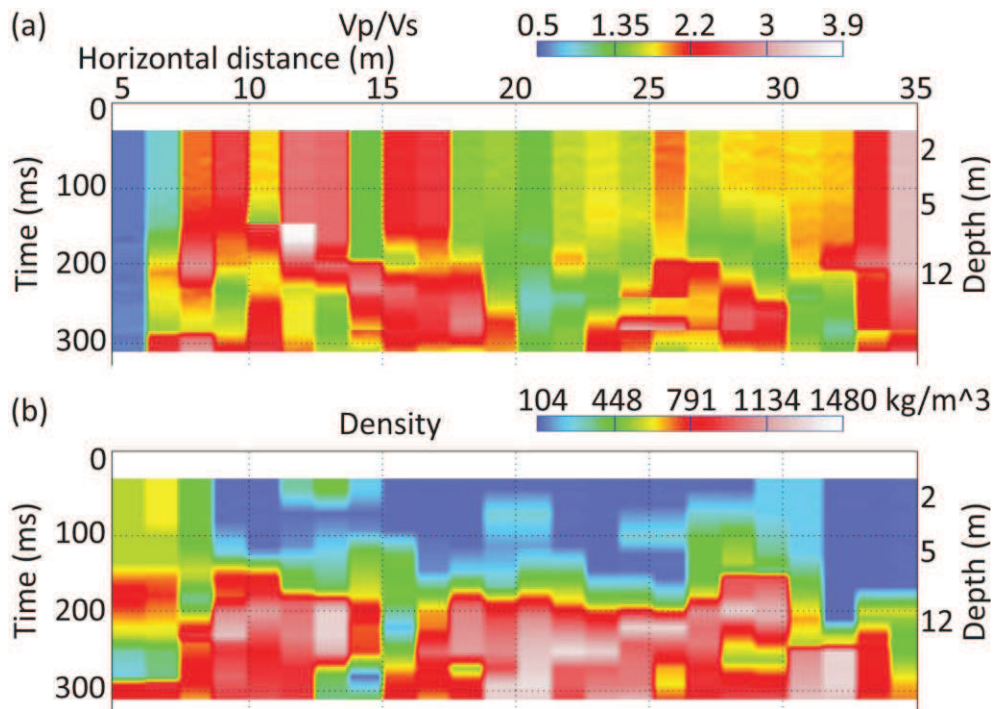 (a) Vp/Vs 0.5 1.35 2.2 3 3.9
Horizontal distance (m)
5 10 15 20 25 30 35
0
100
200
300
Time (ms)
2
5
12
Depth (m)
(b) Density 104 448 791 1134 1480 kg/m^3
0
100
200
300
Time (ms)
2
5
12
Depth (m)